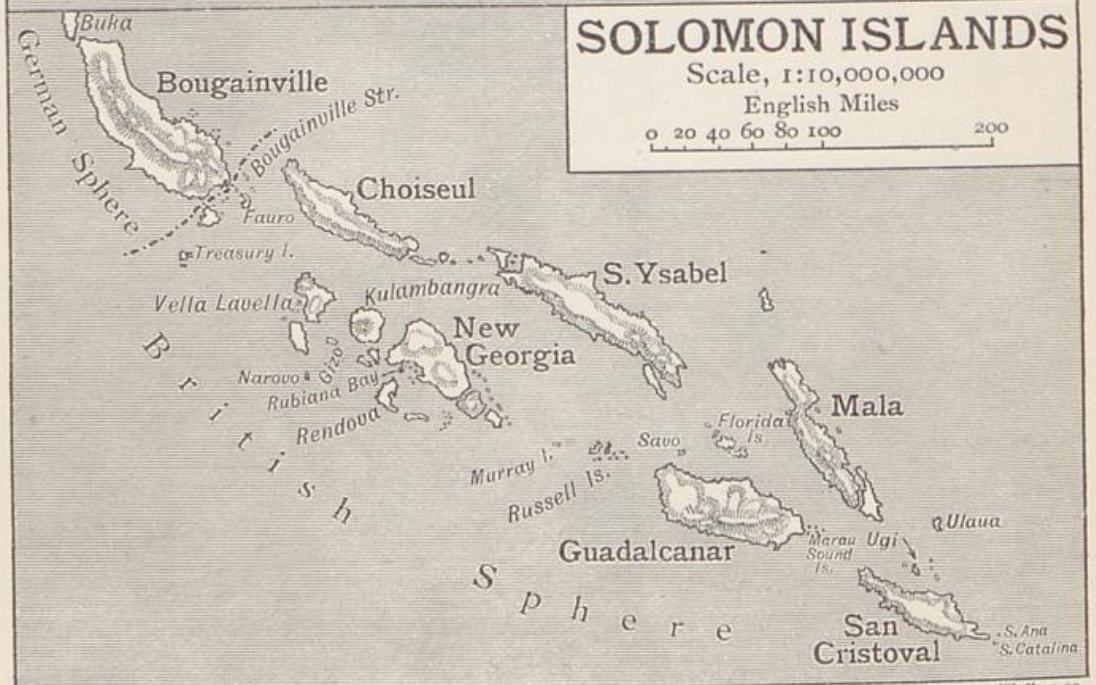 SOLOMON ISLANDS
Scale, 1:10,000,000
English Miles
0 20 40 60 80 100 200
Buka
German Sphere
Bougainville
Bougainville Str.
Choiseul
Fauro
Treasury I.
S. Ysabel
Vella Lavella
Kulambangra
New
Georgia
Gizo
Narovo
Rubiana Bay
Rendova
Mala
Florida
Is.
Savo
Murray I.
Russell Is.
Guadalcanar
Marau
Sound
Is.
Ugi
Ulaua
San
Cristoval
S. Ana
S. Catalina
British Sphere